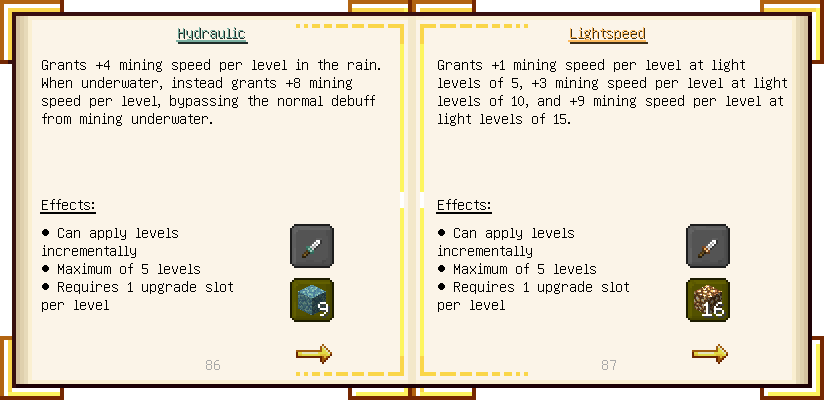 Hydraulic
Grants +4 mining speed per level in the rain.
When underwater, instead grants +8 mining
speed per level, bypassing the normal debuff
from mining underwater.
Effects:
• Can apply levels
incrementally
• Maximum of 5 levels
• Requires 1 upgrade slot
per level
9
86
Lightspeed
Grants +1 mining speed per level at light
levels of 5, +3 mining speed per level at light
levels of 10, and +9 mining speed per level at
light levels of 15.
Effects:
• Can apply levels
incrementally
• Maximum of 5 levels
• Requires 1 upgrade slot
per level
16
87